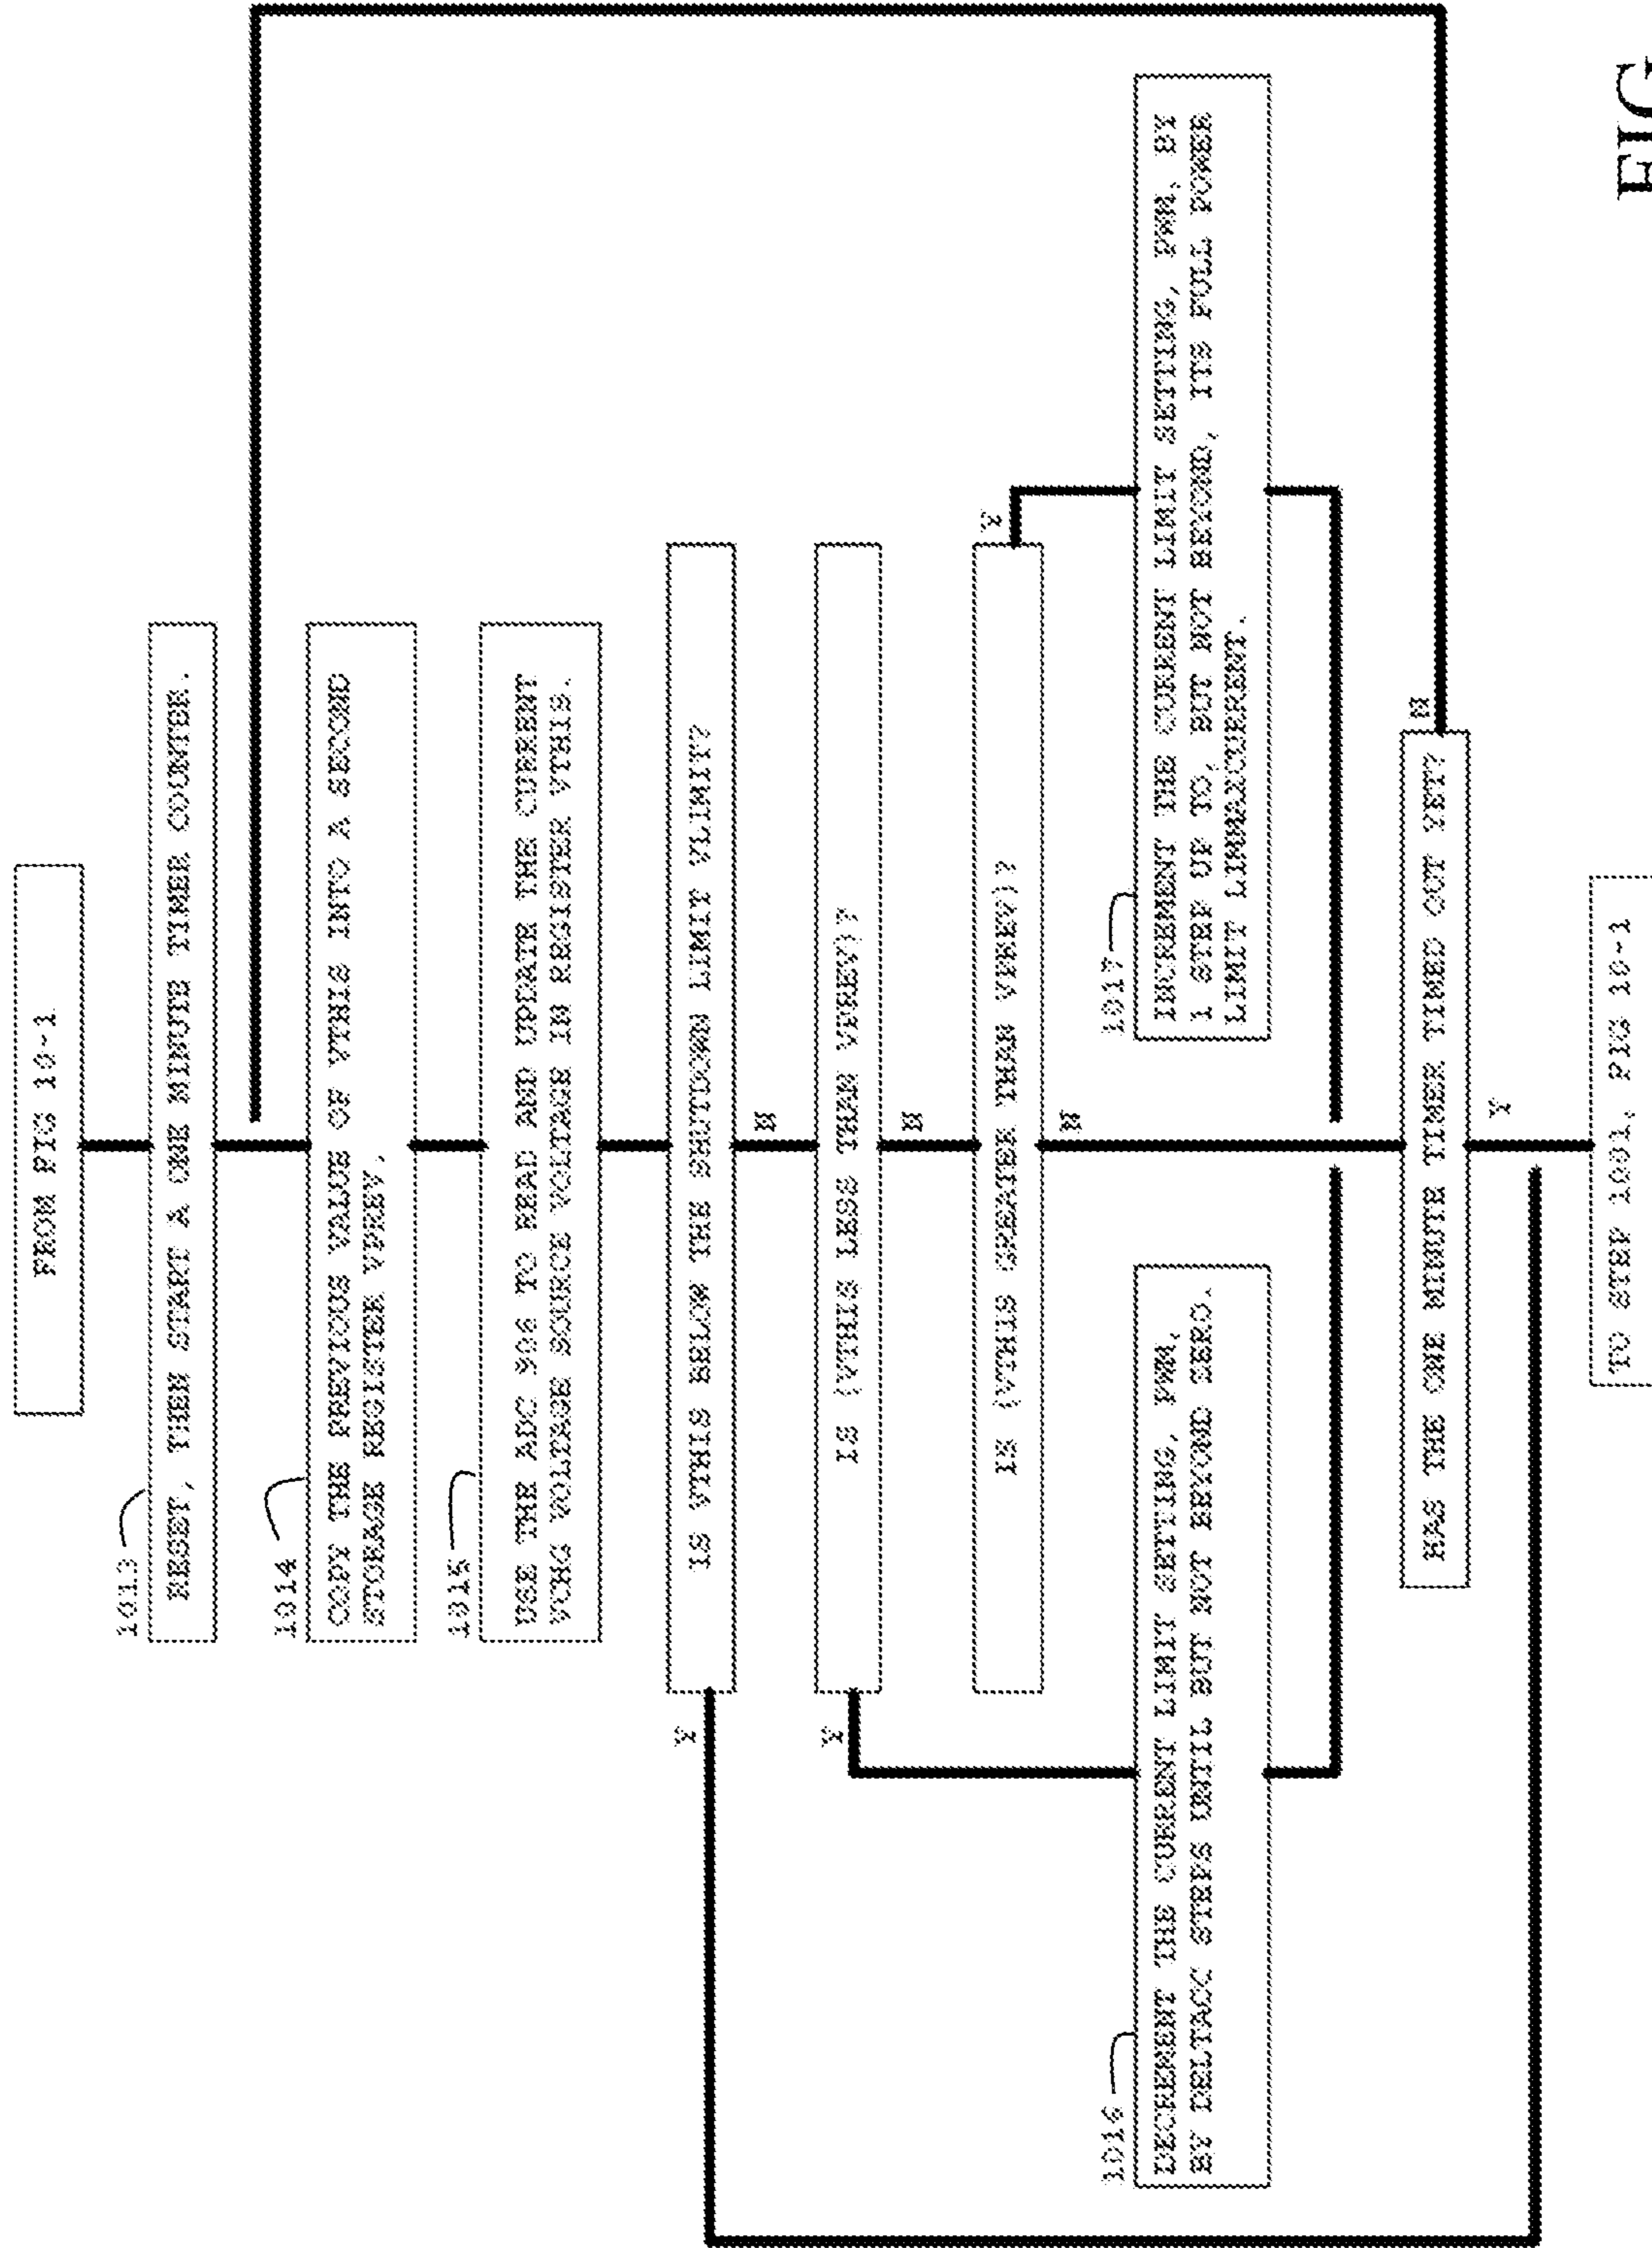 FROM FIG 10-1
1013
RESET, THEN START A ONE MINUTE TIMER COUNTER.
1014
COPY THE PREVIOUS VALUE OF VTHIS INTO A SECOND
STORAGE REGISTER VPREV.
1015
USE THE ADC 906 TO READ AND UPDATE THE CURRENT
VCHG VOLTAGE SOURCE VOLTAGE IN REGISTER VTHIS.
IS VTHIS BELOW THE SHUTDOWN LIMIT VLIMIT?
Y
N
IS (VTHIS LESS THAN VPREV)?
Y
N
IS (VTHIS GREATER THAN VPREV)?
Y
N
1016
DECREMENT THE CURRENT LIMIT SETTING, PWM,
BY DELTACC STEPS UNTIL BUT NOT BEYOND ZERO.
1017
INCREMENT THE CURRENT LIMIT SETTING, PWM, BY
1 STEP UP TO, BUT NOT BEYOND, ITS FULL POWER
LIMIT LIMMAXCURRENT.
HAS THE ONE MINUTE TIMER TIMED OUT YET?
N
Y
TO STEP 1001, FIG 10-1
FIG